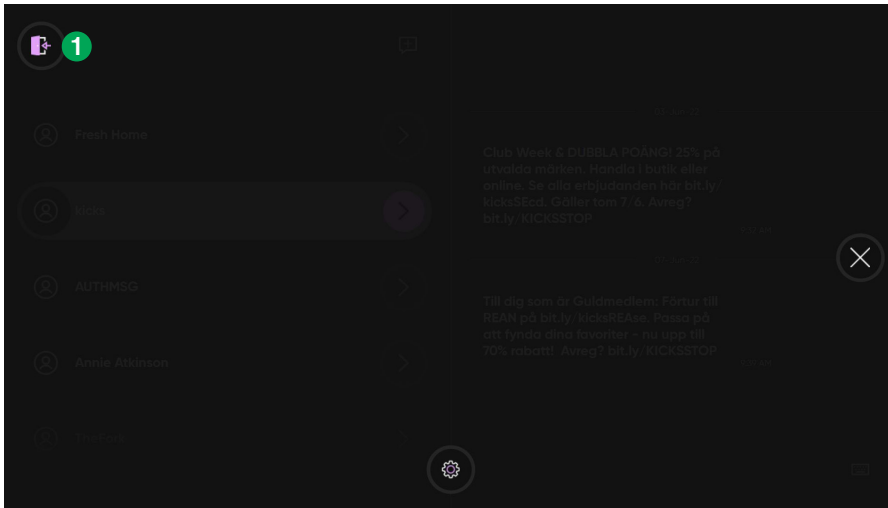 1
Fresh Home
kicks
AUTHMSG
Annie Atkinson
Club Week & DUBBLA POÄNG! 25% på
utvalda märken. Handla i butik eller
online. Se alla erbjudanden här bit.ly/
kicksSEcd. Gäller tom 7/6. Avreg?
bit.ly/KICKSSTOP
Till dig som är Guldmedlem: Förtur till
REAN på bit.ly/kicksREAse. Passa på
att fynda dina favoriter - nu upp till
70% rabatt! Avreg? bit.ly/KICKSSTOP